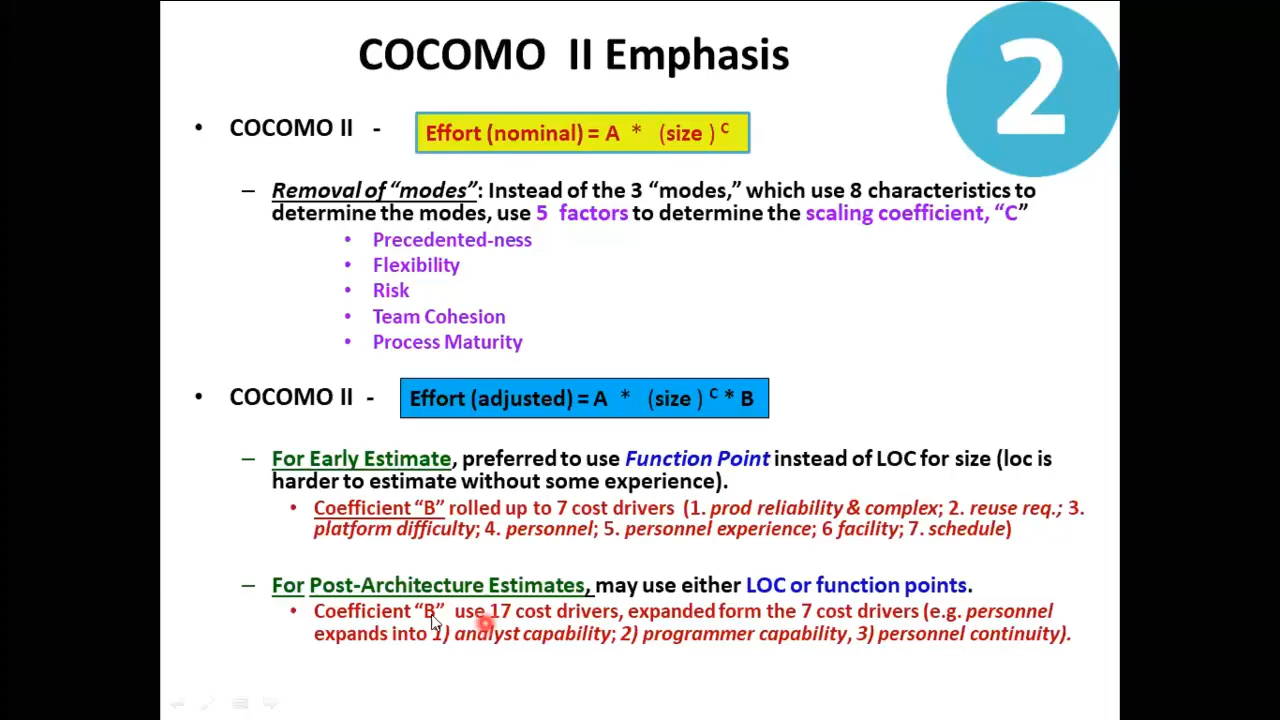 COCOMO II Emphasis
2
• COCOMO II - Effort (nominal) = A * (size ) C
– Removal of “modes”: Instead of the 3 “modes,” which use 8 characteristics to
determine the modes, use 5 factors to determine the scaling coefficient, “C”
• Precedented-ness
• Flexibility
• Risk
• Team Cohesion
• Process Maturity
• COCOMO II - Effort (adjusted) = A * (size ) C * B
– For Early Estimate, preferred to use Function Point instead of LOC for size (loc is
harder to estimate without some experience).
• Coefficient “B” rolled up to 7 cost drivers (1. prod reliability & complex; 2. reuse req.; 3.
platform difficulty; 4. personnel; 5. personnel experience; 6 facility; 7. schedule)
– For Post-Architecture Estimates, may use either LOC or function points.
• Coefficient “B” use 17 cost drivers, expanded form the 7 cost drivers (e.g. personnel
expands into 1) analyst capability; 2) programmer capability, 3) personnel continuity).